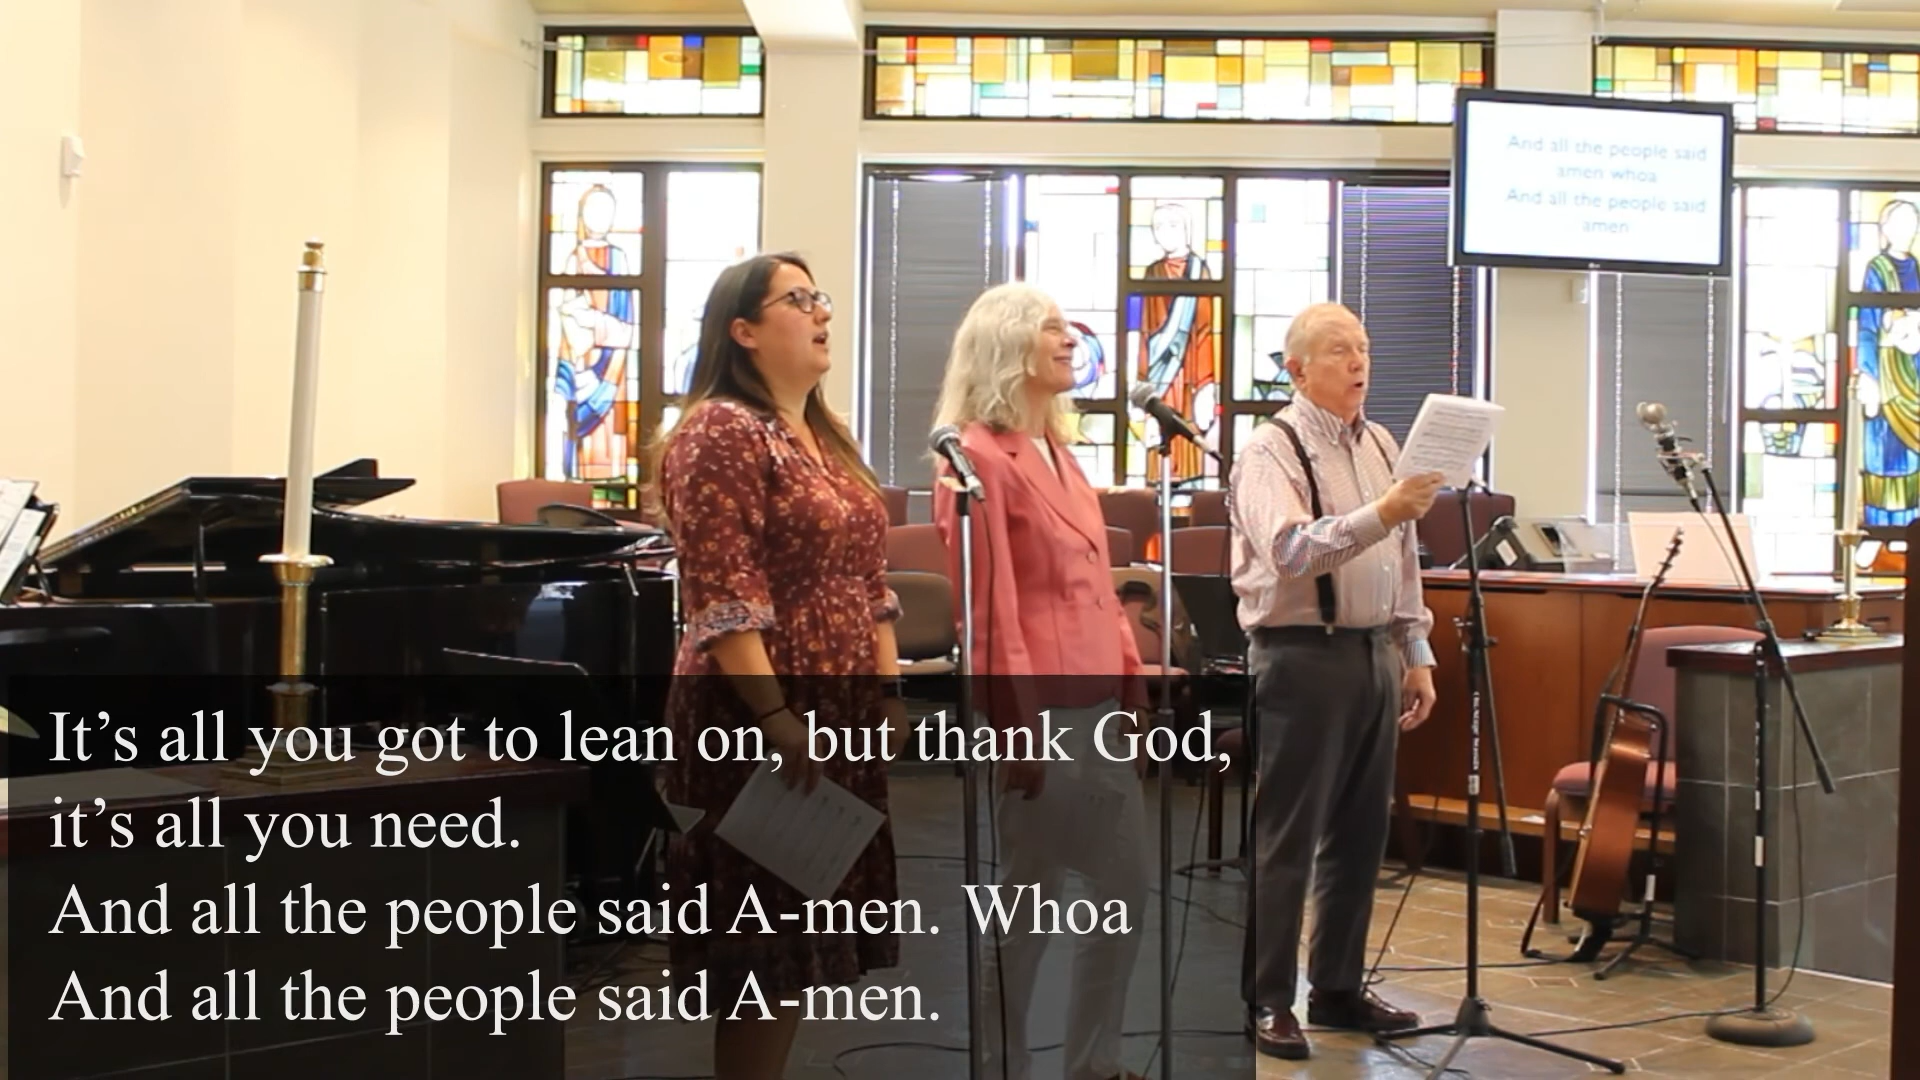 And all the people said
amen whoa
And all the people said
amen
It’s all you got to lean on, but thank God,
it’s all you need.
And all the people said A-men. Whoa
And all the people said A-men.